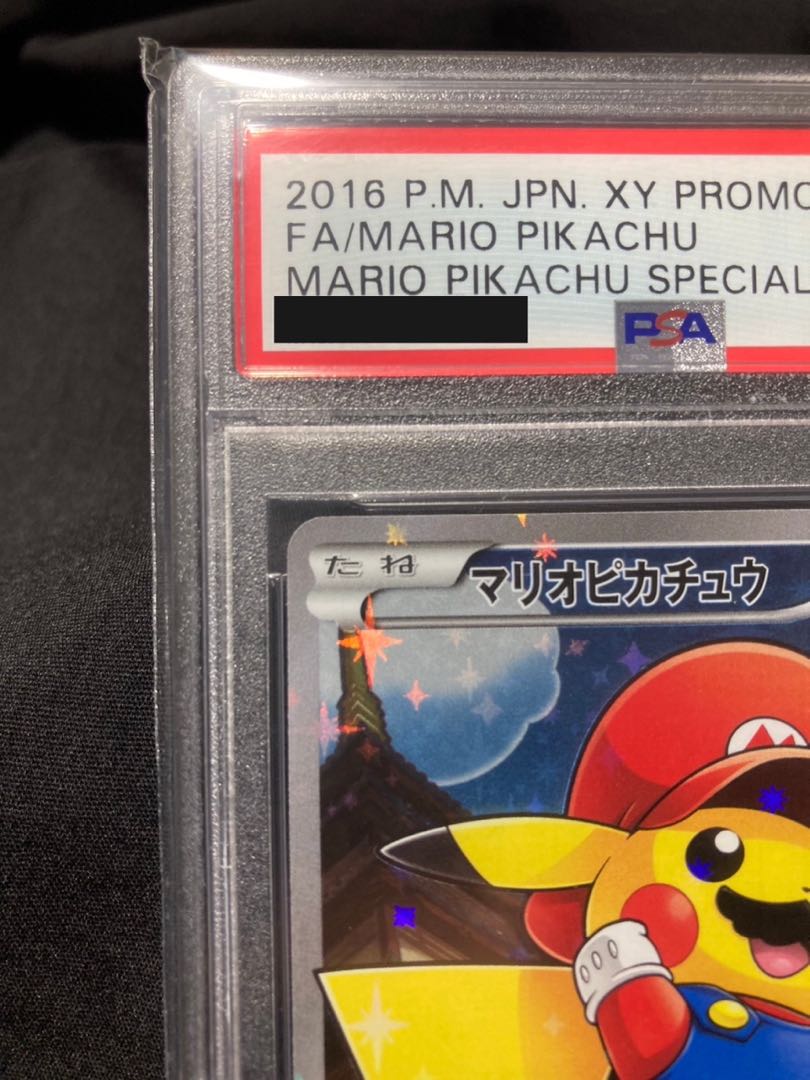 2016 P.M. JPN. XY PROMO
FA/MARIO PIKACHU
MARIO PIKACHU SPECIAL
PSA
たね
マリオピカチュウ
M